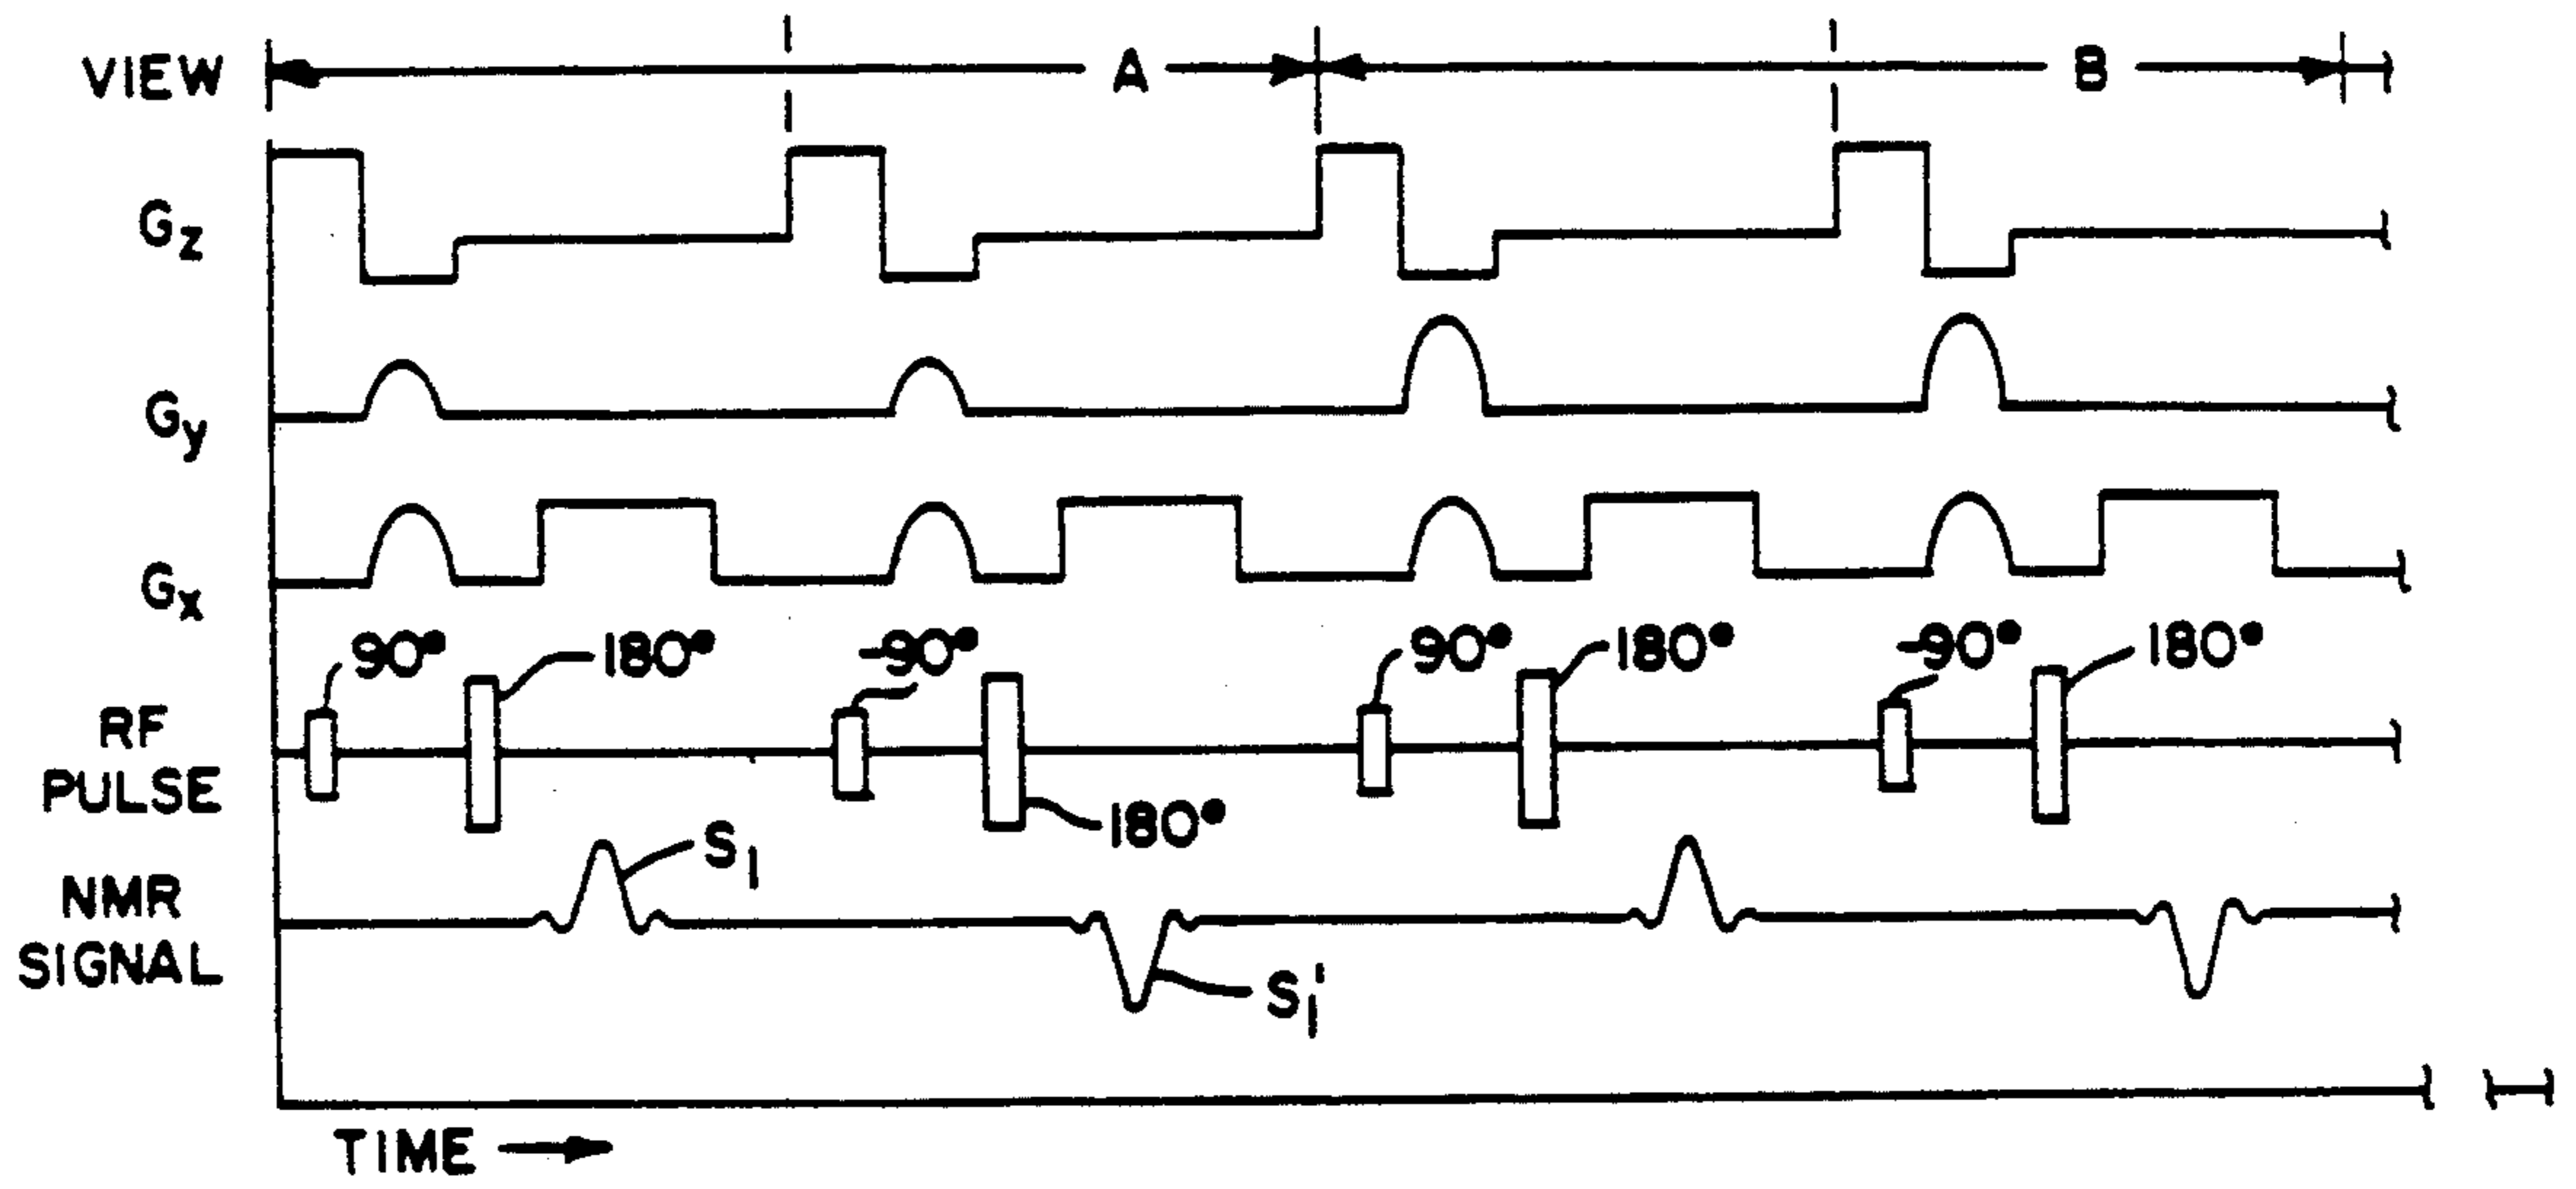 VIEW A B
Gz
Gy
Gx
90° 180° -90° 90° 180° -90° 180°
RF
PULSE
180°
S1
NMR
SIGNAL
S1'
TIME